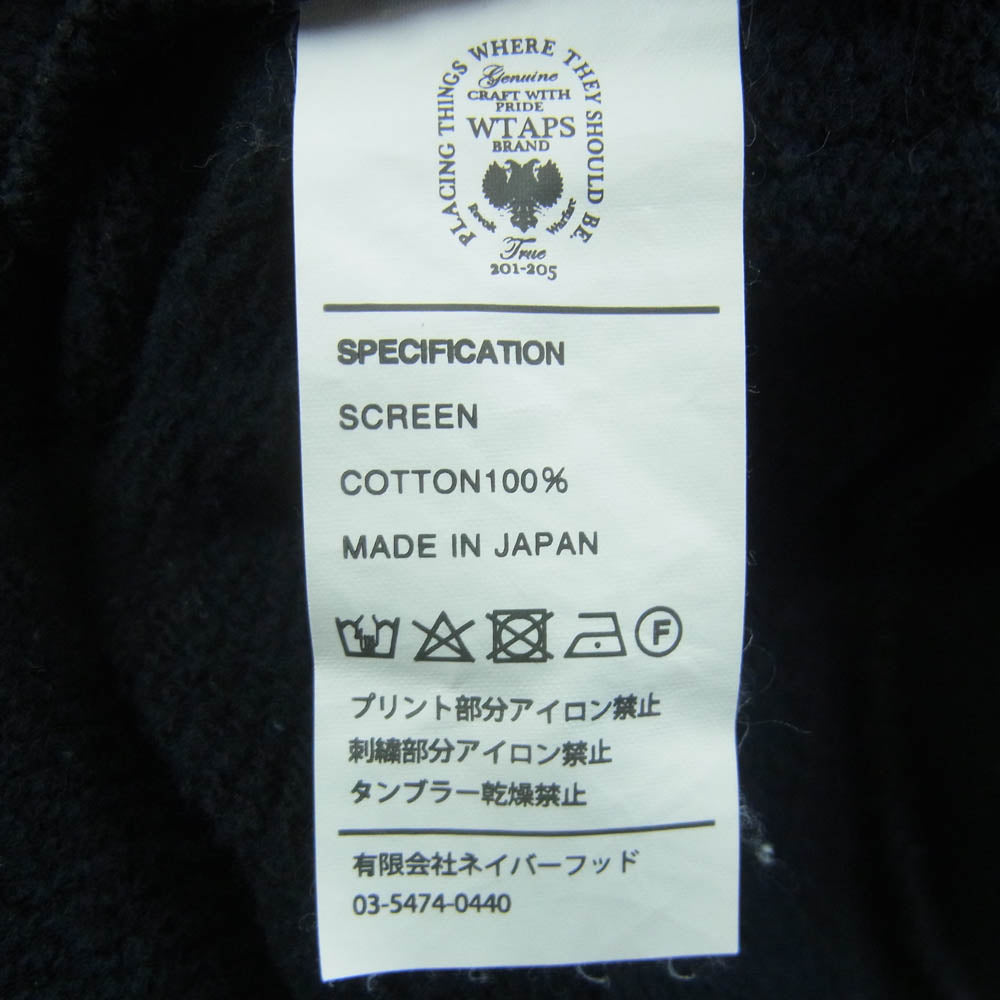 PLACING THINGS WHERE THEY SHOULD BE.
Genuine
CRAFT WITH
PRIDE
WTAPS
BRAND
Revolt Warfare
True
201-205
SPECIFICATION
SCREEN
COTTON100%
MADE IN JAPAN
F
プリント部分アイロン禁止
刺繍部分アイロン禁止
タンブラー乾燥禁止
有限会社ネイバーフッド
03-5474-0440